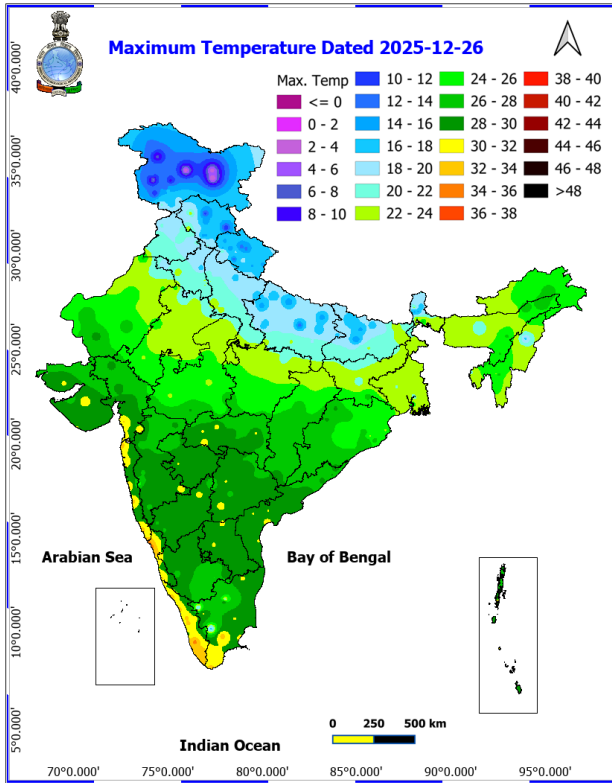 Maximum Temperature Dated 2025-12-26
Max. Temp
<= 0
0 - 2
2 - 4
4 - 6
6 - 8
8 - 10
10 - 12
12 - 14
14 - 16
16 - 18
18 - 20
20 - 22
22 - 24
24 - 26
26 - 28
28 - 30
30 - 32
32 - 34
34 - 36
36 - 38
38 - 40
40 - 42
42 - 44
44 - 46
46 - 48
>48
40°0.000'
35°0.000'
30°0.000'
25°0.000'
20°0.000'
15°0.000'
10°0.000'
5°0.000'
Arabian Sea
Bay of Bengal
Indian Ocean
0 250 500 km
70°0.000' 75°0.000' 80°0.000' 85°0.000' 90°0.000' 95°0.000'